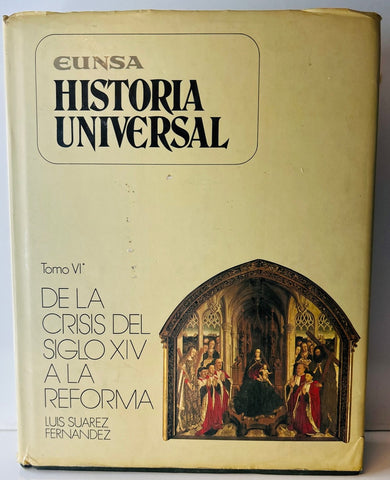 EUNSA
HISTORIA
UNIVERSAL
Tomo VI*
DE LA
CRISIS DEL
SIGLO XIV
A LA
REFORMA
LUIS SUAREZ
FERNANDEZ